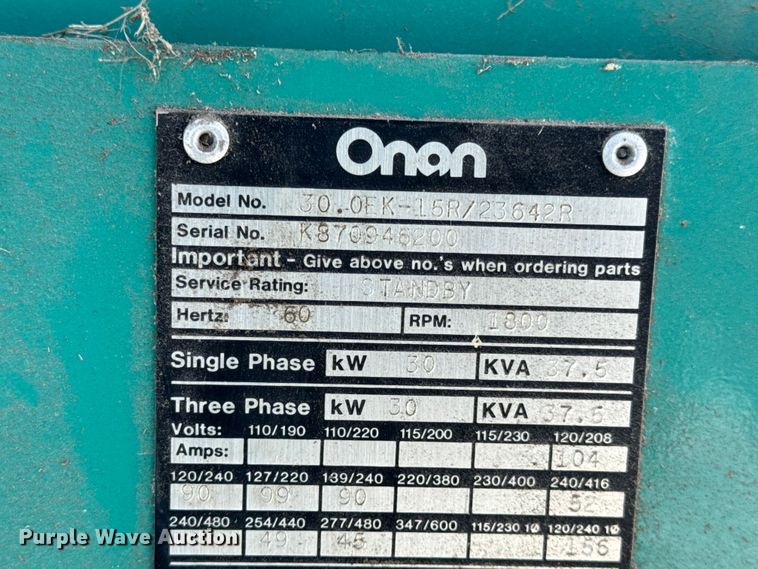 Onan
Model No. 30.0EK-15R/23642R
Serial No. K870946200
Important - Give above no.'s when ordering parts
Service Rating: STANDBY
Hertz: 60 RPM: 1800
Single Phase kW 30 KVA 37.5
Three Phase kW 30 KVA 37.5
Volts: 110/190 110/220 115/200 115/230 120/208
Amps: 104
120/240 127/220 139/240 220/380 230/400 240/416
90 99 90 52
240/480 254/440 277/480 347/600 115/230 1Ø 120/240 1Ø
49 45 156
Purple Wave Auction